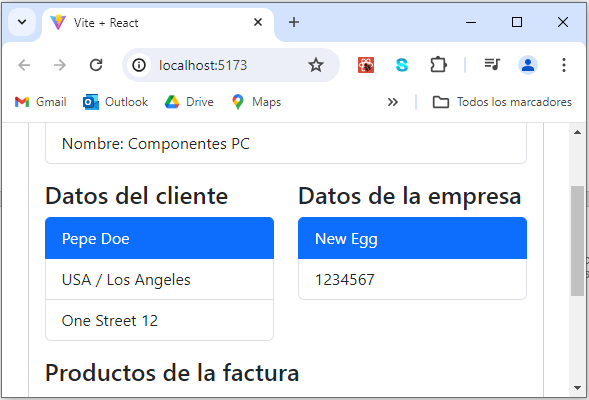 Vite + React
localhost:5173
Gmail
Outlook
Drive
Maps
Todos los marcadores
Nombre: Componentes PC
Datos del cliente
Pepe Doe
USA / Los Angeles
One Street 12
Datos de la empresa
New Egg
1234567
Productos de la factura